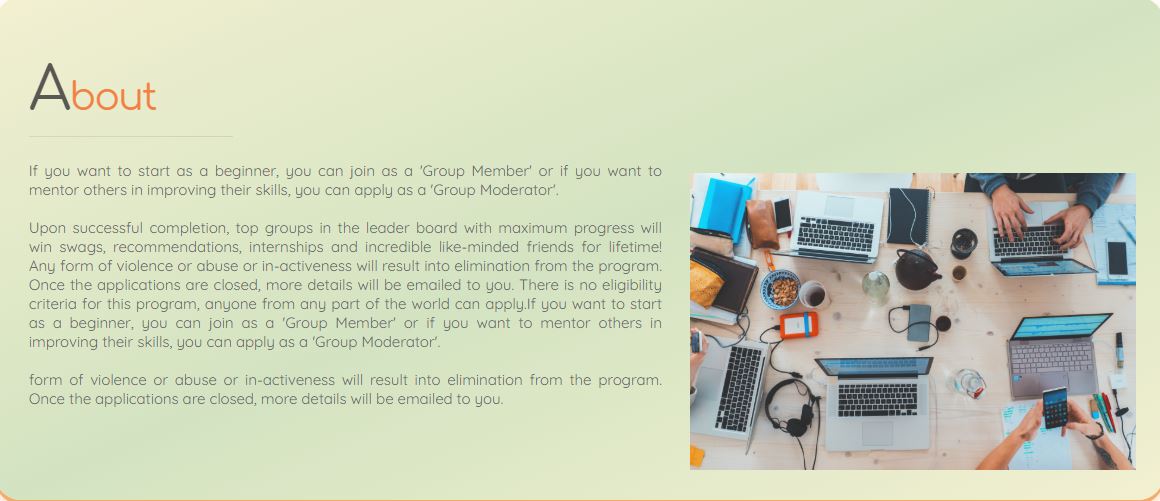 About
If you want to start as a beginner, you can join as a 'Group Member' or if you want to
mentor others in improving their skills, you can apply as a 'Group Moderator'.
Upon successful completion, top groups in the leader board with maximum progress will
win swags, recommendations, internships and incredible like-minded friends for lifetime!
Any form of violence or abuse or in-activeness will result into elimination from the program.
Once the applications are closed, more details will be emailed to you. There is no eligibility
criteria for this program, anyone from any part of the world can apply.If you want to start
as a beginner, you can join as a 'Group Member' or if you want to mentor others in
improving their skills, you can apply as a 'Group Moderator'.
form of violence or abuse or in-activeness will result into elimination from the program.
Once the applications are closed, more details will be emailed to you.